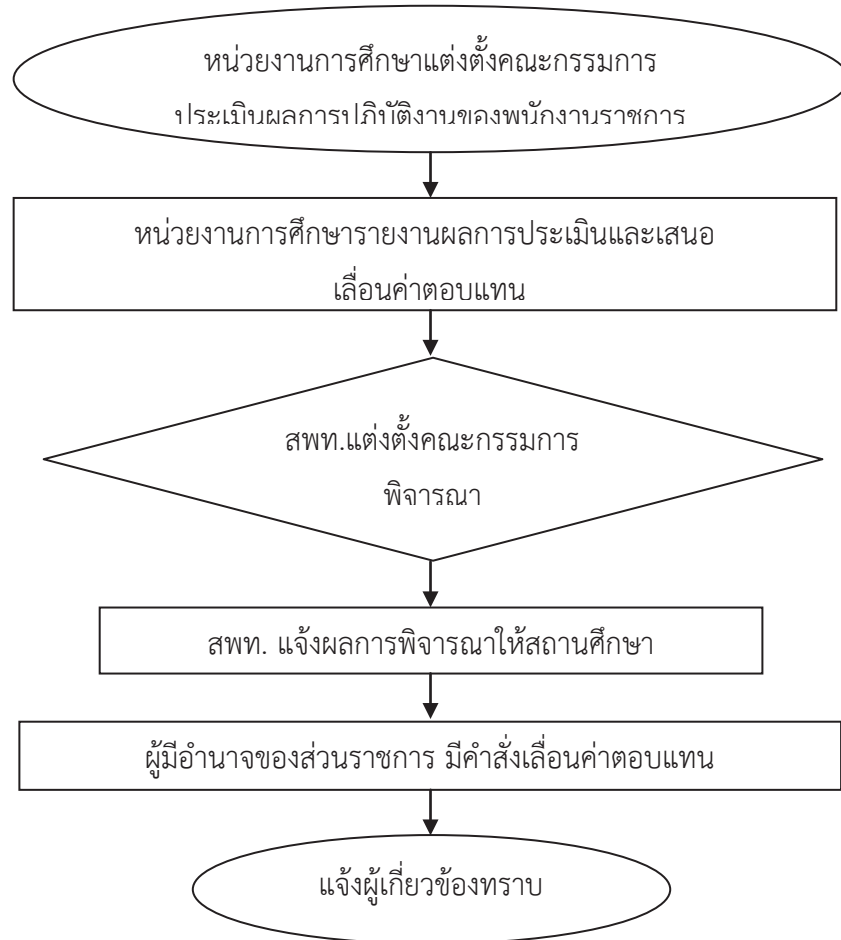 หน่วยงานการศึกษาแต่งตั้งคณะกรรมการ
ประเมินผลการปฏิบัติงานของพนักงานราชการ
หน่วยงานการศึกษารายงานผลการประเมินและเสนอ
เลื่อนค่าตอบแทน
สพท.แต่งตั้งคณะกรรมการ
พิจารณา
สพท. แจ้งผลการพิจารณาให้สถานศึกษา
ผู้มีอำนาจของส่วนราชการ มีคำสั่งเลื่อนค่าตอบแทน
แจ้งผู้เกี่ยวข้องทราบ